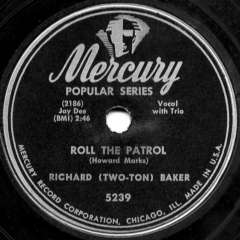 Mercury
POPULAR SERIES
(2186)
Jay Dee
(BMI) 2:46
Vocal
with Trio
ROLL THE PATROL
(Howard Marks)
RICHARD (TWO-TON) BAKER
5239
MERCURY RECORD CORPORATION, CHICAGO, ILL. MADE IN U.S.A.